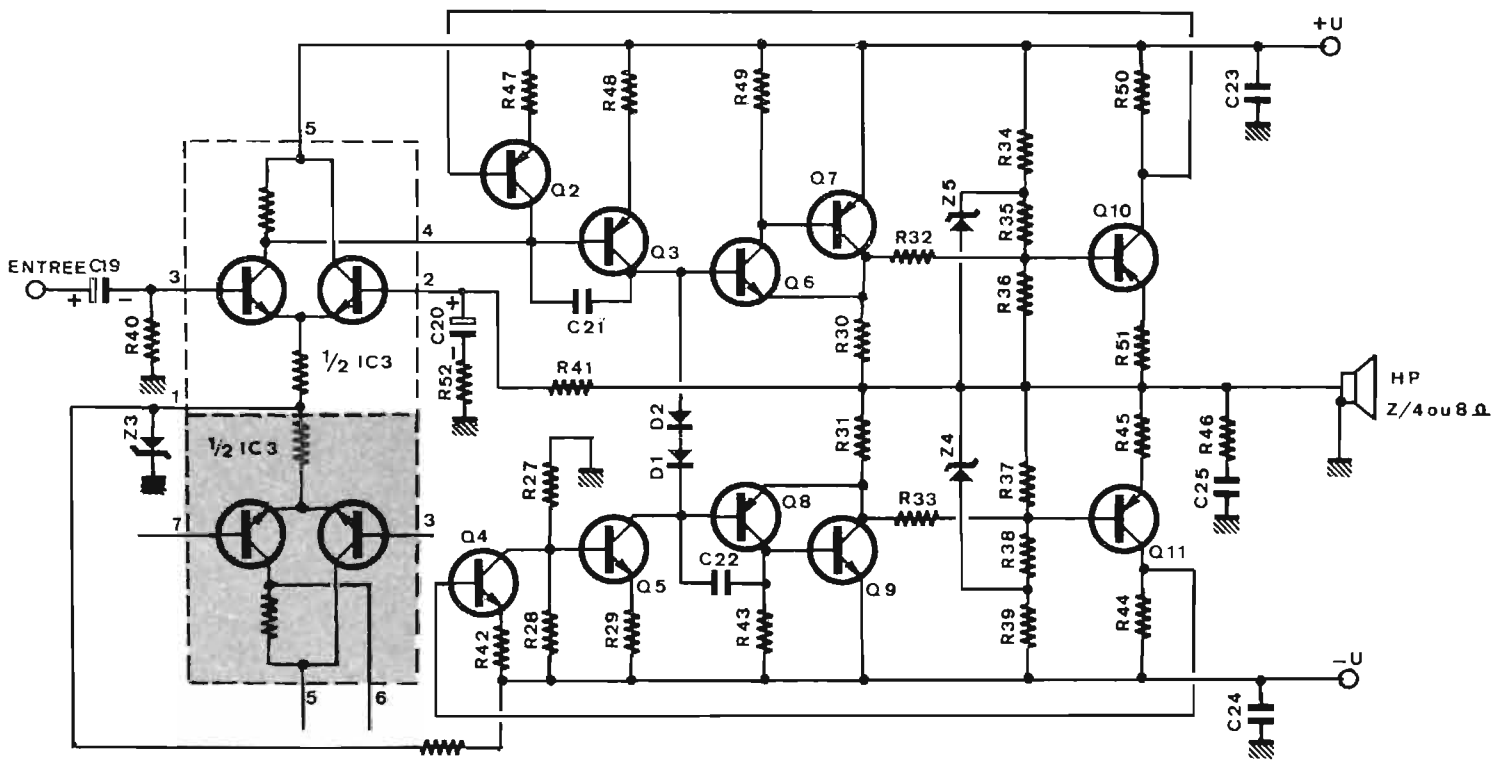 +U
R47
R48
R49
R50
C23
5
Q2
Q7
Z5
R34
R35
Q10
4
Q3
R32
ENTREE C19
+ -
3
2
Q6
R36
R40
C21
+
C20
-
R30
R51
1/2 IC3
R52
R41
HP
Z/4 ou 8 Ω
1
Z3
1/2 IC3
D2
D1
R31
Z4
R45
R46
C25
R27
R37
7
3
Q8
R33
Q4
Q5
C22
Q9
R38
Q11
R42
R28
R29
R43
R39
R44
-U
5
6
C24